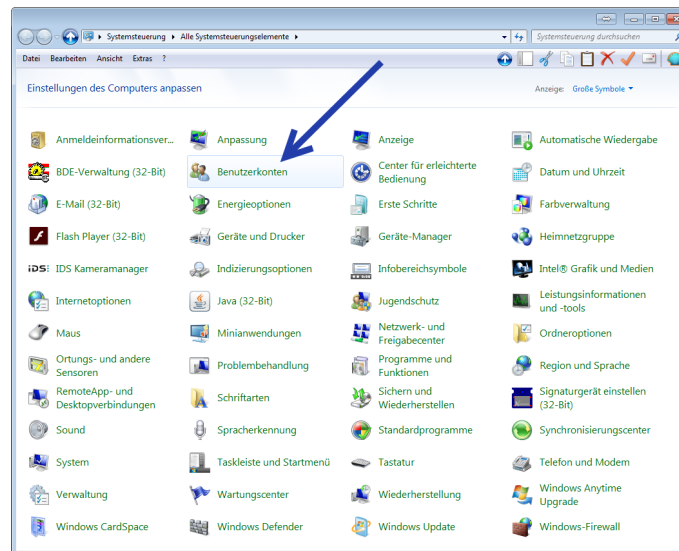 Systemsteuerung ▸ Alle Systemsteuerungselemente ▸
Systemsteuerung durchsuchen
Datei Bearbeiten Ansicht Extras ?
Einstellungen des Computers anpassen
Anzeige: Große Symbole
Anmeldeinformationsver... Anpassung Anzeige Automatische Wiedergabe
BDE-Verwaltung (32-Bit) Benutzerkonten Center für erleichterte Bedienung Datum und Uhrzeit
E-Mail (32-Bit) Energieoptionen Erste Schritte Farbverwaltung
Flash Player (32-Bit) Geräte und Drucker Geräte-Manager Heimnetzgruppe
iDS: IDS Kameramanager Indizierungsoptionen Infobereichsymbole Intel® Grafik und Medien
Internetoptionen Java (32-Bit) Jugendschutz Leistungsinformationen und -tools
Maus Minianwendungen Netzwerk- und Freigabecenter Ordneroptionen
Ortungs- und andere Sensoren Problembehandlung Programme und Funktionen Region und Sprache
RemoteApp- und Desktopverbindungen Schriftarten Sichern und Wiederherstellen Signaturgerät einstellen (32-Bit)
Sound Spracherkennung Standardprogramme Synchronisierungscenter
System Taskleiste und Startmenü Tastatur Telefon und Modem
Verwaltung Wartungscenter Wiederherstellung Windows Anytime Upgrade
Windows CardSpace Windows Defender Windows Update Windows-Firewall